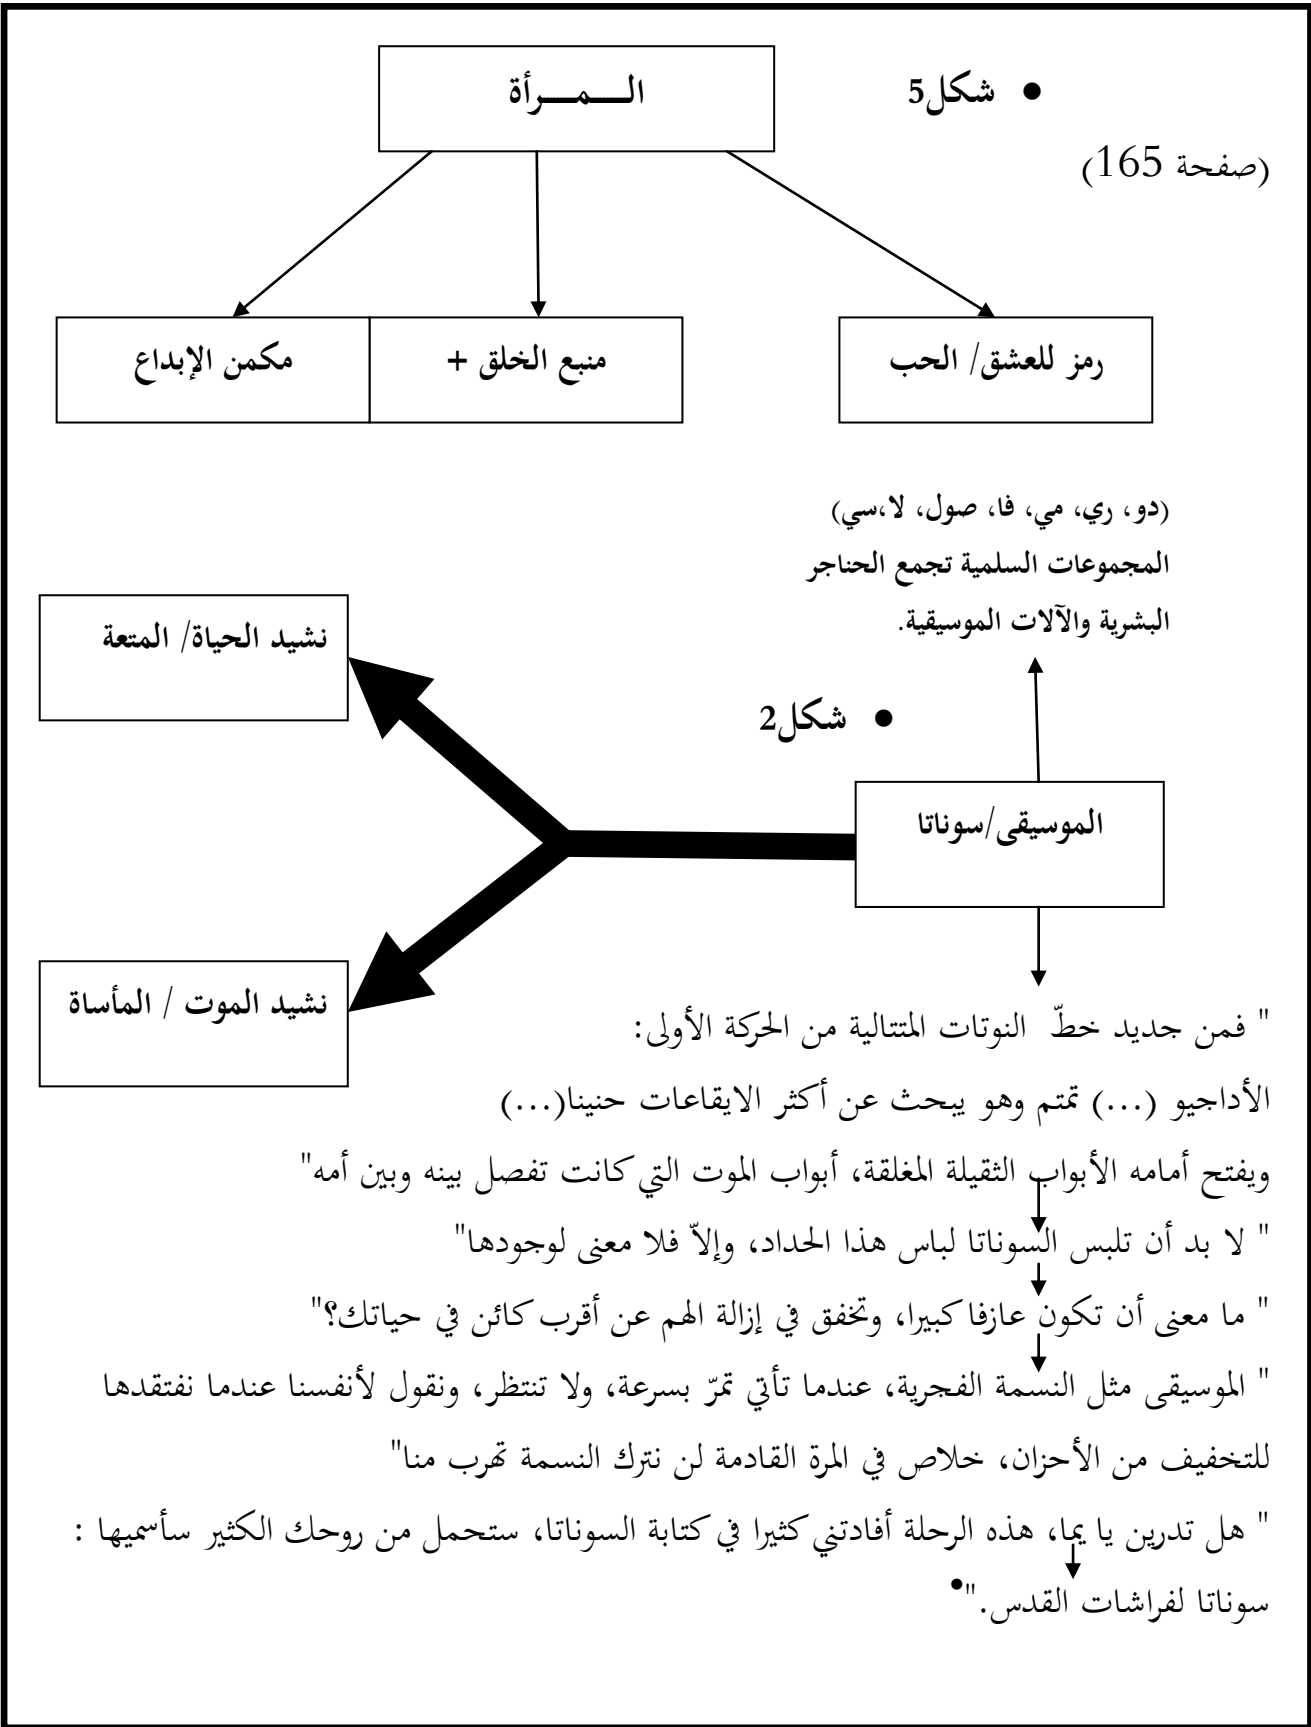 • شكل5
(صفحة 165)
الـــمـــرأة
رمز للعشق/ الحب
منبع الخلق +
مكمن الإبداع
(دو، ري، مي، فا، صول، لا،سي)
المجموعات السلمية تجمع الحناجر
البشرية والآلات الموسيقية.
• شكل2
الموسيقى/سوناتا
نشيد الحياة/ المتعة
نشيد الموت / المأساة
" فمن جديد خطّ النوتات المتتالية من الحركة الأولى:
الأداجيو (...) تمتم وهو يبحث عن أكثر الايقاعات حنينا(...)
ويفتح أمامه الأبواب الثقيلة المغلقة، أبواب الموت التي كانت تفصل بينه وبين أمه"
" لا بد أن تلبس السوناتا لباس هذا الحداد، وإلاّ فلا معنى لوجودها"
" ما معنى أن تكون عازفا كبيرا، وتخفق في إزالة الهم عن أقرب كائن في حياتك؟"
" الموسيقى مثل النسمة الفجرية، عندما تأتي تمرّ بسرعة، ولا تنتظر، ونقول لأنفسنا عندما نفتقدها
للتخفيف من الأحزان، خلاص في المرة القادمة لن نترك النسمة تهرب منا"
" هل تدرين يا يما، هذه الرحلة أفادتني كثيرا في كتابة السوناتا، ستحمل من روحك الكثير سأسميها :
سوناتا لفراشات القدس."•